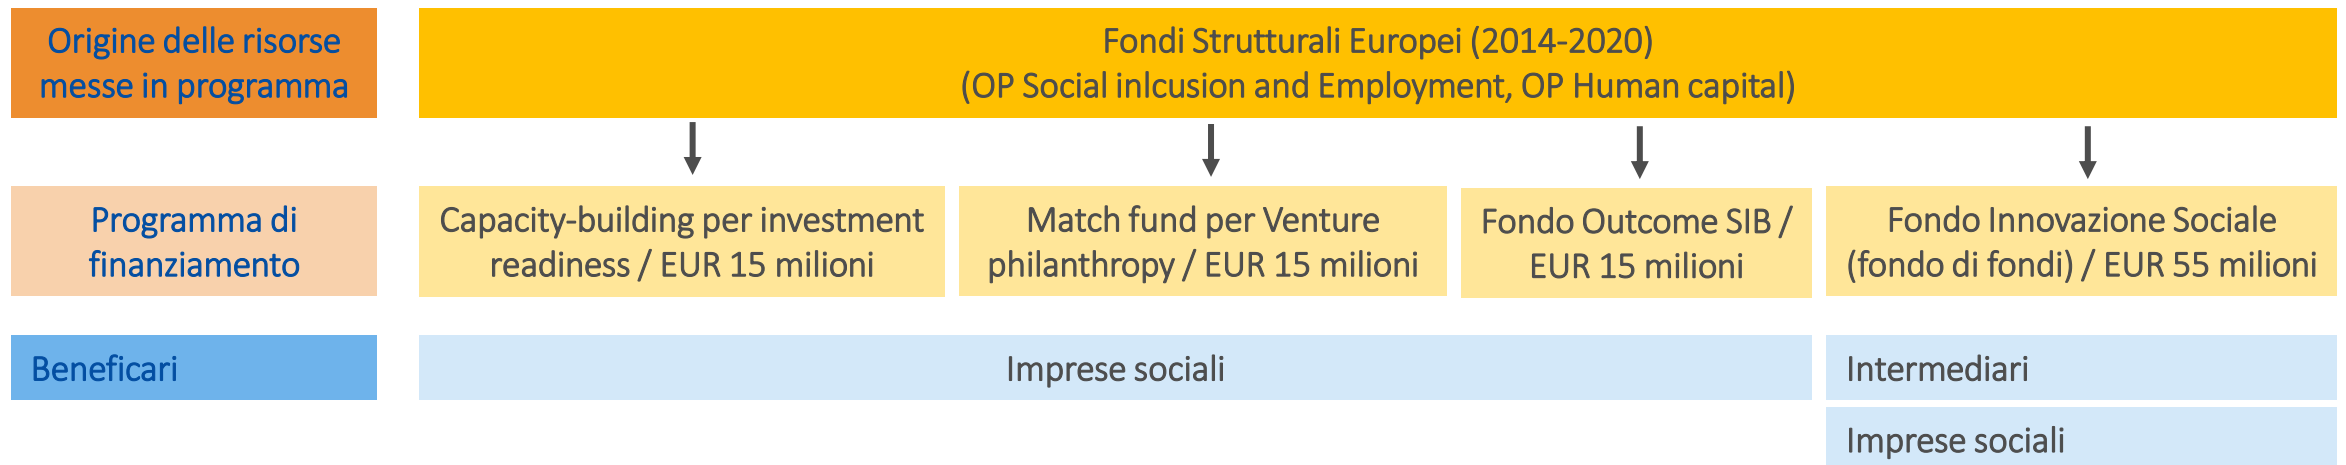 Origine delle risorse
messe in programma
Fondi Strutturali Europei (2014-2020)
(OP Social inlcusion and Employment, OP Human capital)
Programma di
finanziamento
Capacity-building per investment
readiness / EUR 15 milioni
Match fund per Venture
philanthropy / EUR 15 milioni
Fondo Outcome SIB /
EUR 15 milioni
Fondo Innovazione Sociale
(fondo di fondi) / EUR 55 milioni
Beneficari
Imprese sociali
Intermediari
Imprese sociali